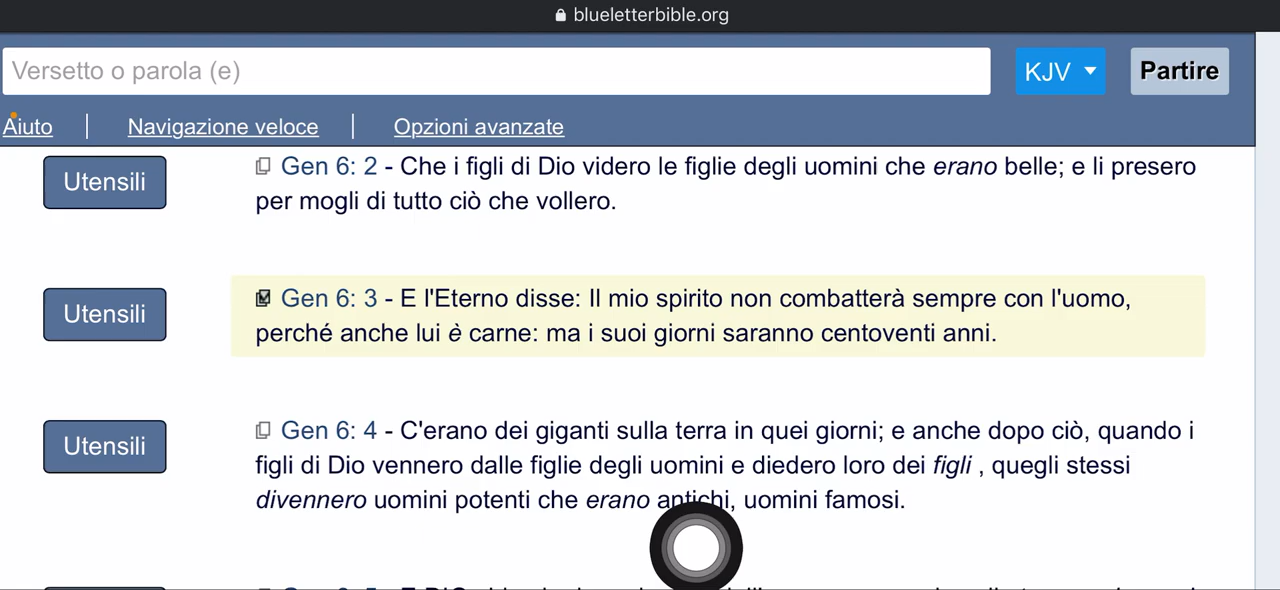 blueletterbible.org
Versetto o parola (e)
KJV
Partire
Aiuto
Navigazione veloce
Opzioni avanzate
Utensili
Gen 6: 2 - Che i figli di Dio videro le figlie degli uomini che erano belle; e li presero
per mogli di tutto ciò che vollero.
Utensili
Gen 6: 3 - E l'Eterno disse: Il mio spirito non combatterà sempre con l'uomo,
perché anche lui è carne: ma i suoi giorni saranno centoventi anni.
Utensili
Gen 6: 4 - C'erano dei giganti sulla terra in quei giorni; e anche dopo ciò, quando i
figli di Dio vennero dalle figlie degli uomini e diedero loro dei figli , quegli stessi
divennero uomini potenti che erano antichi, uomini famosi.